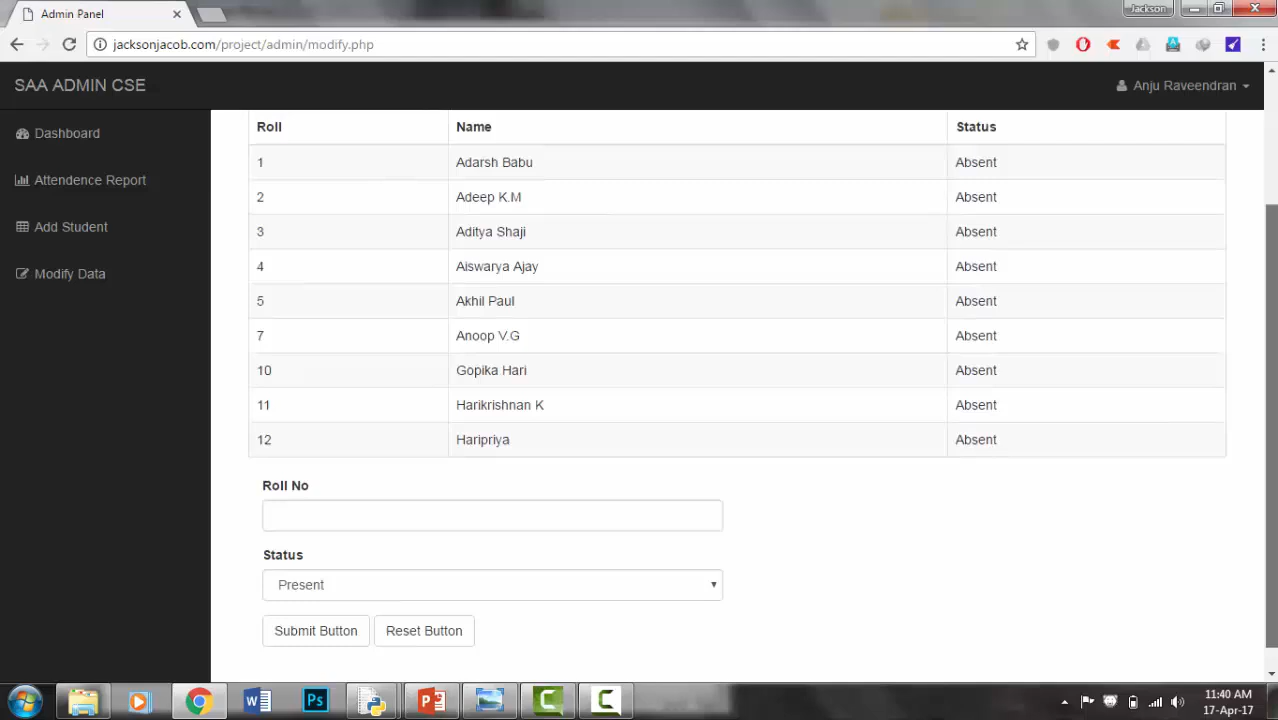 Admin Panel
Jackson
jacksonjacob.com/project/admin/modify.php
SAA ADMIN CSE
Anju Raveendran
Dashboard
Attendence Report
Add Student
Modify Data
Roll Name Status
1 Adarsh Babu Absent
2 Adeep K.M Absent
3 Aditya Shaji Absent
4 Aiswarya Ajay Absent
5 Akhil Paul Absent
7 Anoop V.G Absent
10 Gopika Hari Absent
11 Harikrishnan K Absent
12 Haripriya Absent
Roll No
Status
Present
Submit Button Reset Button
11:40 AM
17-Apr-17